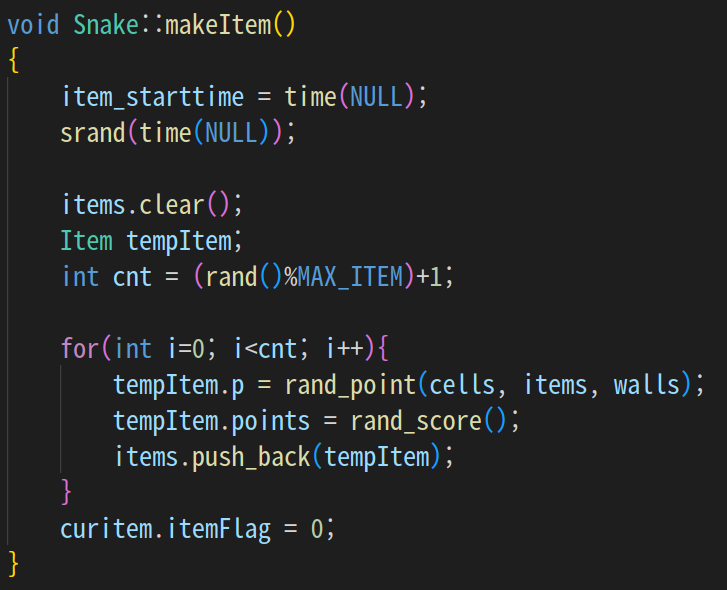 void Snake::makeItem()
{
    item_starttime = time(NULL);
    srand(time(NULL));

    items.clear();
    Item tempItem;
    int cnt = (rand()%MAX_ITEM)+1;

    for(int i=0; i<cnt; i++){
        tempItem.p = rand_point(cells, items, walls);
        tempItem.points = rand_score();
        items.push_back(tempItem);
    }
    curitem.itemFlag = 0;
}